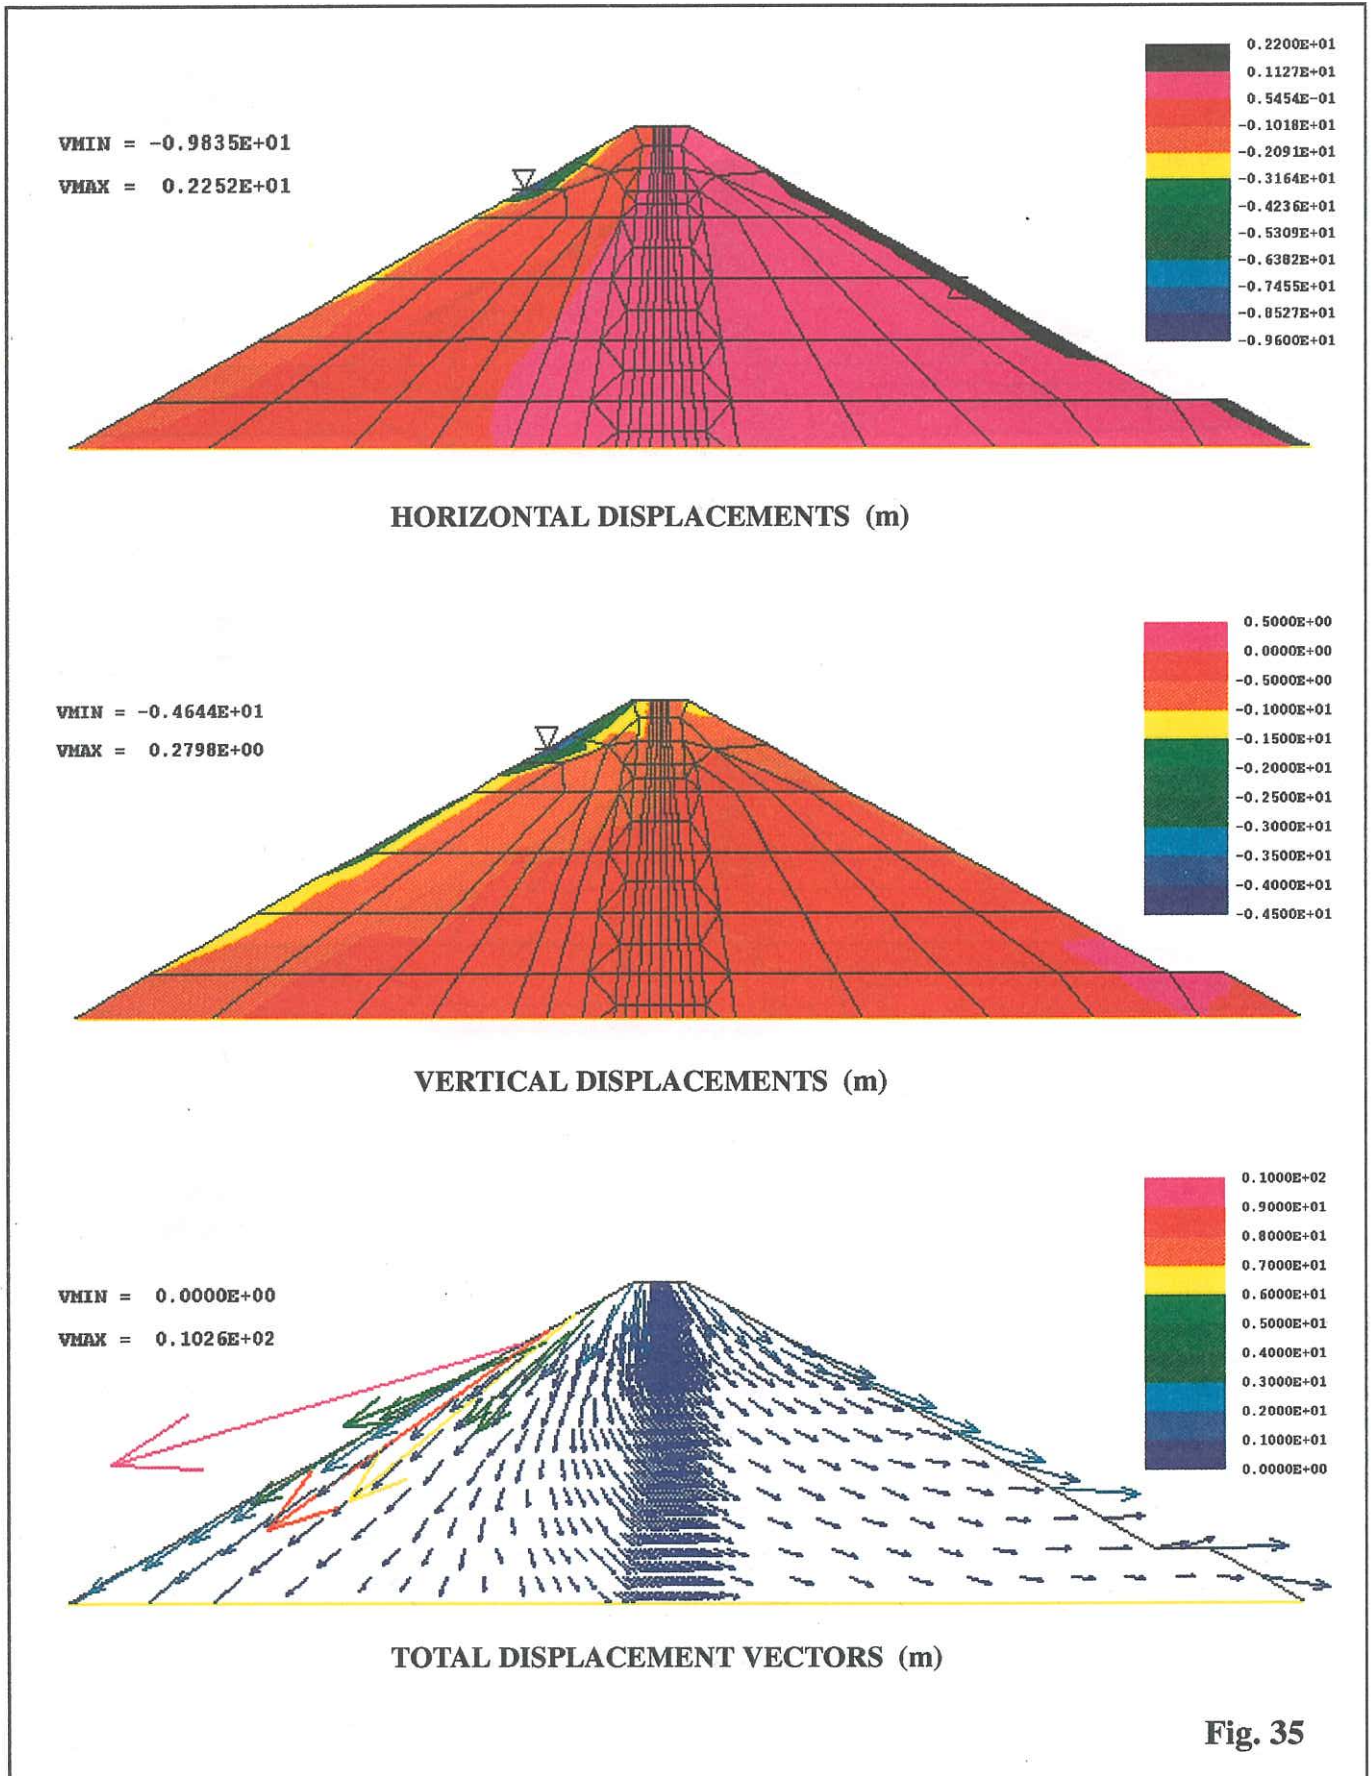 0.2200E+01
0.1127E+01
0.5454E-01
-0.1018E+01
-0.2091E+01
-0.3164E+01
-0.4236E+01
-0.5309E+01
-0.6382E+01
-0.7455E+01
-0.8527E+01
-0.9600E+01
VMIN = -0.9835E+01
VMAX = 0.2252E+01
HORIZONTAL DISPLACEMENTS (m)
0.5000E+00
0.0000E+00
-0.5000E+00
-0.1000E+01
-0.1500E+01
-0.2000E+01
-0.2500E+01
-0.3000E+01
-0.3500E+01
-0.4000E+01
-0.4500E+01
VMIN = -0.4644E+01
VMAX = 0.2798E+00
VERTICAL DISPLACEMENTS (m)
0.1000E+02
0.9000E+01
0.8000E+01
0.7000E+01
0.6000E+01
0.5000E+01
0.4000E+01
0.3000E+01
0.2000E+01
0.1000E+01
0.0000E+00
VMIN = 0.0000E+00
VMAX = 0.1026E+02
TOTAL DISPLACEMENT VECTORS (m)
Fig. 35